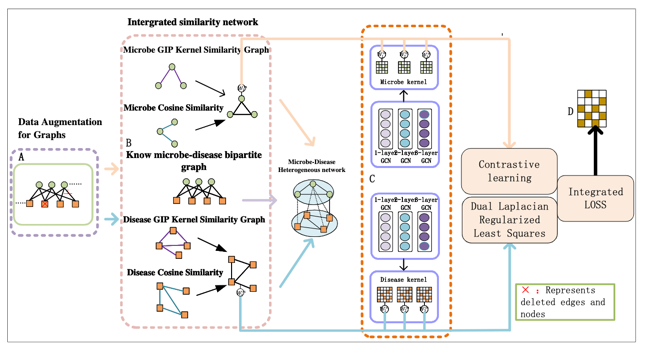 Intergrated similarity network
Microbe GIP Kernel Similarity Graph
Microbe Cosine Similarity
Data Augmentation
for Graphs
A
B
Know microbe-disease bipartite
graph
Disease GIP Kernel Similarity Graph
Disease Cosine Similarity
Microbe-Disease
Heterogeneous network
Microbe kernel
1-layer 2-layer 3-layer
GCN GCN GCN
C
1-layer 2-layer 3-layer
GCN GCN GCN
Disease kernel
D
Contrastive
learning
Dual Laplacian
Regularized
Least Squares
Integrated
LOSS
× : Represents
deleted edges and
nodes